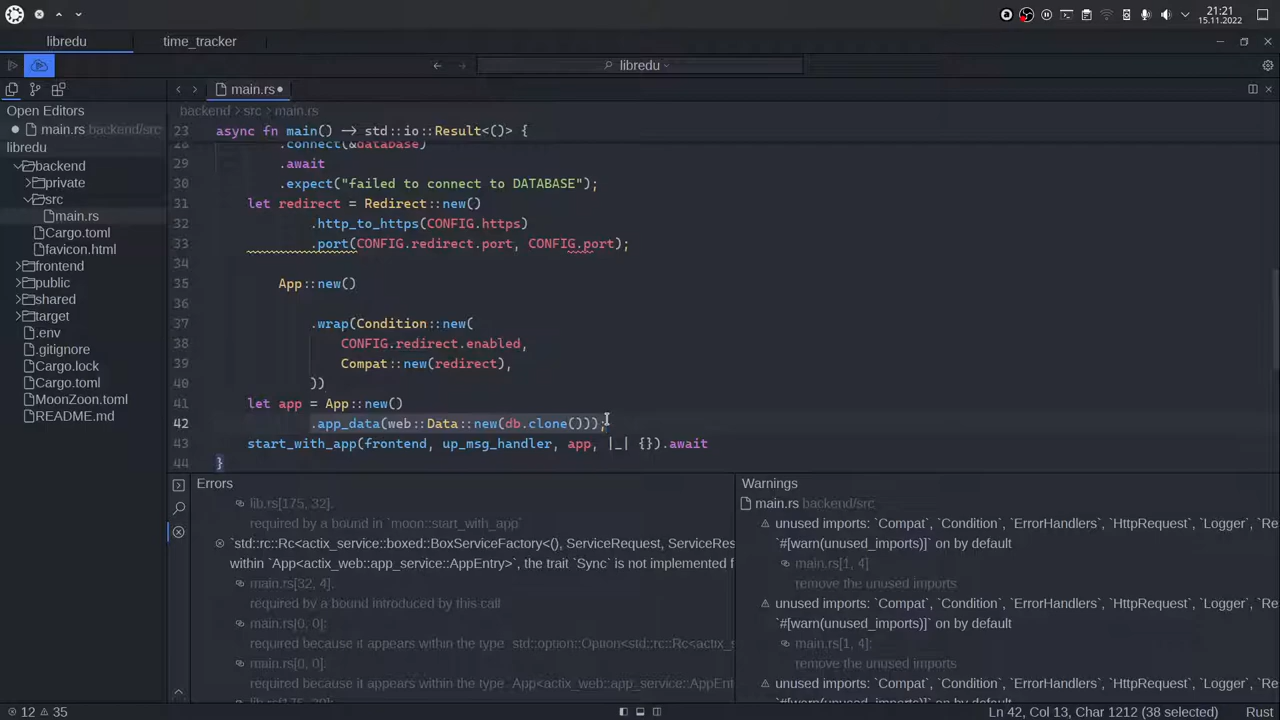 21:21
15.11.2022
libredu
time_tracker
libredu
main.rs
Open Editors
main.rs backend/src
libredu
backend
private
src
main.rs
Cargo.toml
favicon.html
frontend
public
shared
target
.env
.gitignore
Cargo.lock
Cargo.toml
MoonZoon.toml
README.md
backend > src > main.rs
23 async fn main() -> std::io::Result<()> {
28 .connect(&database)
29 .await
30 .expect("failed to connect to DATABASE");
31 let redirect = Redirect::new()
32 .http_to_https(CONFIG.https)
33 .port(CONFIG.redirect.port, CONFIG.port);
34
35 App::new()
36
37 .wrap(Condition::new(
38 CONFIG.redirect.enabled,
39 Compat::new(redirect),
40 ))
41 let app = App::new()
42 .app_data(web::Data::new(db.clone()));
43 start_with_app(frontend, up_msg_handler, app, |_| {}).await
44 }
Errors
lib.rs[175, 32].
required by a bound in `moon::start_with_app`
`std::rc::Rc<actix_service::boxed::BoxServiceFactory<(), ServiceRequest, ServiceRes
within `App<actix_web::app_service::AppEntry>`, the trait `Sync` is not implemented f
main.rs[32, 4].
required by a bound introduced by this call
main.rs[0, 0]:
required because it appears within the type `std::option::Option<std::rc::Rc<actix_s
main.rs[0, 0]:
required because it appears within the type `App<actix_web::app_service::AppEnt
lib.rs[175, 32]:
Warnings
main.rs backend/src
unused imports: `Compat`, `Condition`, `ErrorHandlers`, `HttpRequest`, `Logger`, `Re
`#[warn(unused_imports)]` on by default
main.rs[1, 4]
remove the unused imports
unused imports: `Compat`, `Condition`, `ErrorHandlers`, `HttpRequest`, `Logger`, `Re
`#[warn(unused_imports)]` on by default
main.rs[1, 4]:
remove the unused imports
unused imports: `Compat`, `Condition`, `ErrorHandlers`, `HttpRequest`, `Logger`, `Re
`#[warn(unused_imports)]` on by default
12 35
Ln 42, Col 13, Char 1212 (38 selected)
Rust